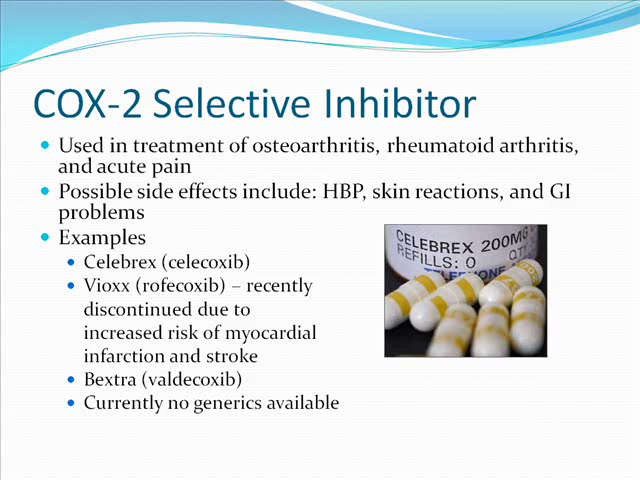 COX-2 Selective Inhibitor
Used in treatment of osteoarthritis, rheumatoid arthritis,
and acute pain
Possible side effects include: HBP, skin reactions, and GI
problems
Examples
Celebrex (celecoxib)
Vioxx (rofecoxib) – recently
discontinued due to
increased risk of myocardial
infarction and stroke
Bextra (valdecoxib)
Currently no generics available
CELEBREX 200MG
REFILLS: 0 QTY
TELEPHONE